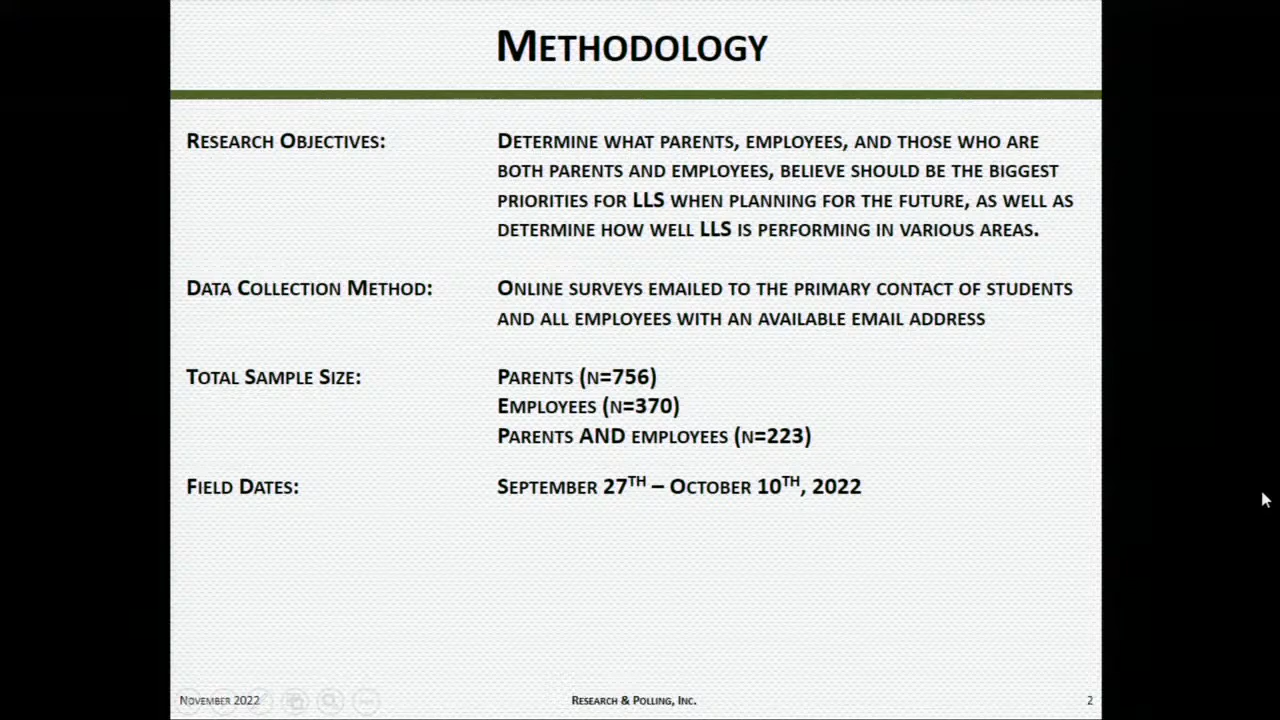 METHODOLOGY
RESEARCH OBJECTIVES: DETERMINE WHAT PARENTS, EMPLOYEES, AND THOSE WHO ARE
BOTH PARENTS AND EMPLOYEES, BELIEVE SHOULD BE THE BIGGEST
PRIORITIES FOR LLS WHEN PLANNING FOR THE FUTURE, AS WELL AS
DETERMINE HOW WELL LLS IS PERFORMING IN VARIOUS AREAS.
DATA COLLECTION METHOD: ONLINE SURVEYS EMAILED TO THE PRIMARY CONTACT OF STUDENTS
AND ALL EMPLOYEES WITH AN AVAILABLE EMAIL ADDRESS
TOTAL SAMPLE SIZE: PARENTS (N=756)
EMPLOYEES (N=370)
PARENTS AND EMPLOYEES (N=223)
FIELD DATES: SEPTEMBER 27TH – OCTOBER 10TH, 2022
NOVEMBER 2022 RESEARCH & POLLING, INC. 2